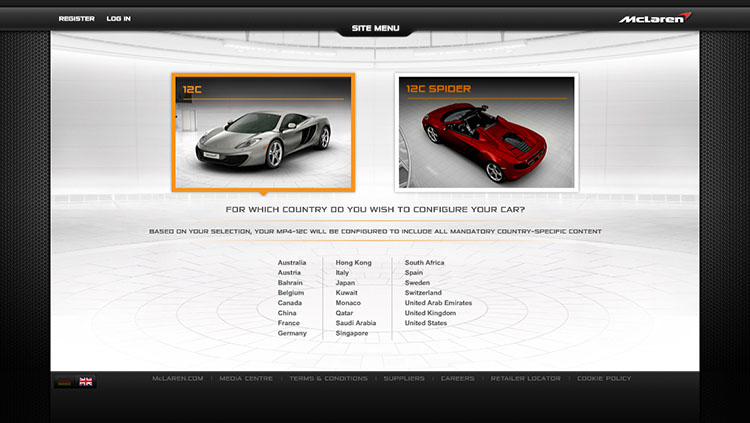 REGISTER LOG IN
SITE MENU
McLaren
12C
12C SPIDER
FOR WHICH COUNTRY DO YOU WISH TO CONFIGURE YOUR CAR?
BASED ON YOUR SELECTION, YOUR MP4-12C WILL BE CONFIGURED TO INCLUDE ALL MANDATORY COUNTRY-SPECIFIC CONTENT
Australia
Austria
Bahrain
Belgium
Canada
China
France
Germany
Hong Kong
Italy
Japan
Kuwait
Monaco
Qatar
Saudi Arabia
Singapore
South Africa
Spain
Sweden
Switzerland
United Arab Emirates
United Kingdom
United States
McLAREN.COM | MEDIA CENTRE | TERMS & CONDITIONS | SUPPLIERS | CAREERS | RETAILER LOCATOR | COOKIE POLICY